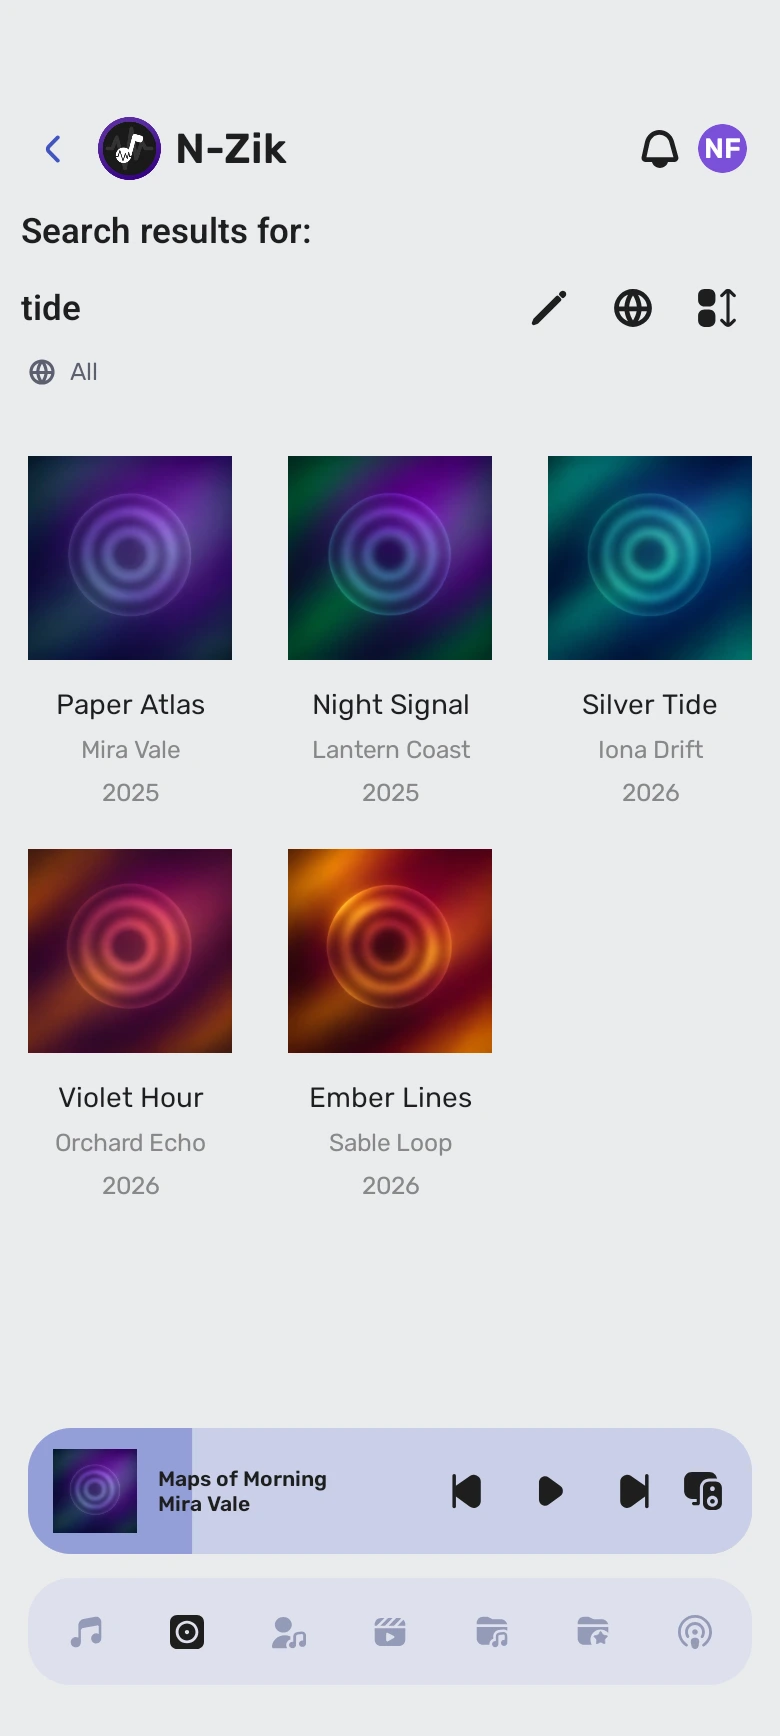 N-Zik
NF
Search results for:
tide
All
Paper Atlas
Mira Vale
2025
Night Signal
Lantern Coast
2025
Silver Tide
Iona Drift
2026
Violet Hour
Orchard Echo
2026
Ember Lines
Sable Loop
2026
Maps of Morning
Mira Vale